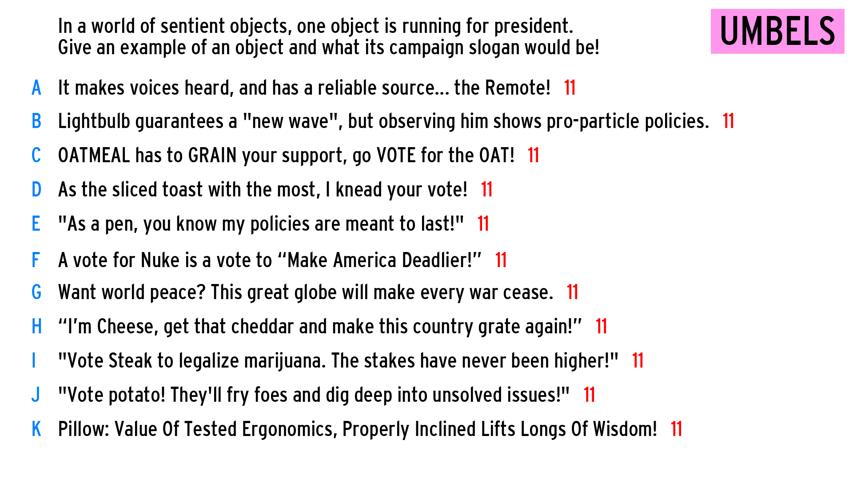 In a world of sentient objects, one object is running for president.
Give an example of an object and what its campaign slogan would be!
UMBELS
A It makes voices heard, and has a reliable source... the Remote! 11
B Lightbulb guarantees a "new wave", but observing him shows pro-particle policies. 11
C OATMEAL has to GRAIN your support, go VOTE for the OAT! 11
D As the sliced toast with the most, I knead your vote! 11
E "As a pen, you know my policies are meant to last!" 11
F A vote for Nuke is a vote to “Make America Deadlier!” 11
G Want world peace? This great globe will make every war cease. 11
H “I’m Cheese, get that cheddar and make this country grate again!” 11
I "Vote Steak to legalize marijuana. The stakes have never been higher!" 11
J "Vote potato! They'll fry foes and dig deep into unsolved issues!" 11
K Pillow: Value Of Tested Ergonomics, Properly Inclined Lifts Longs Of Wisdom! 11